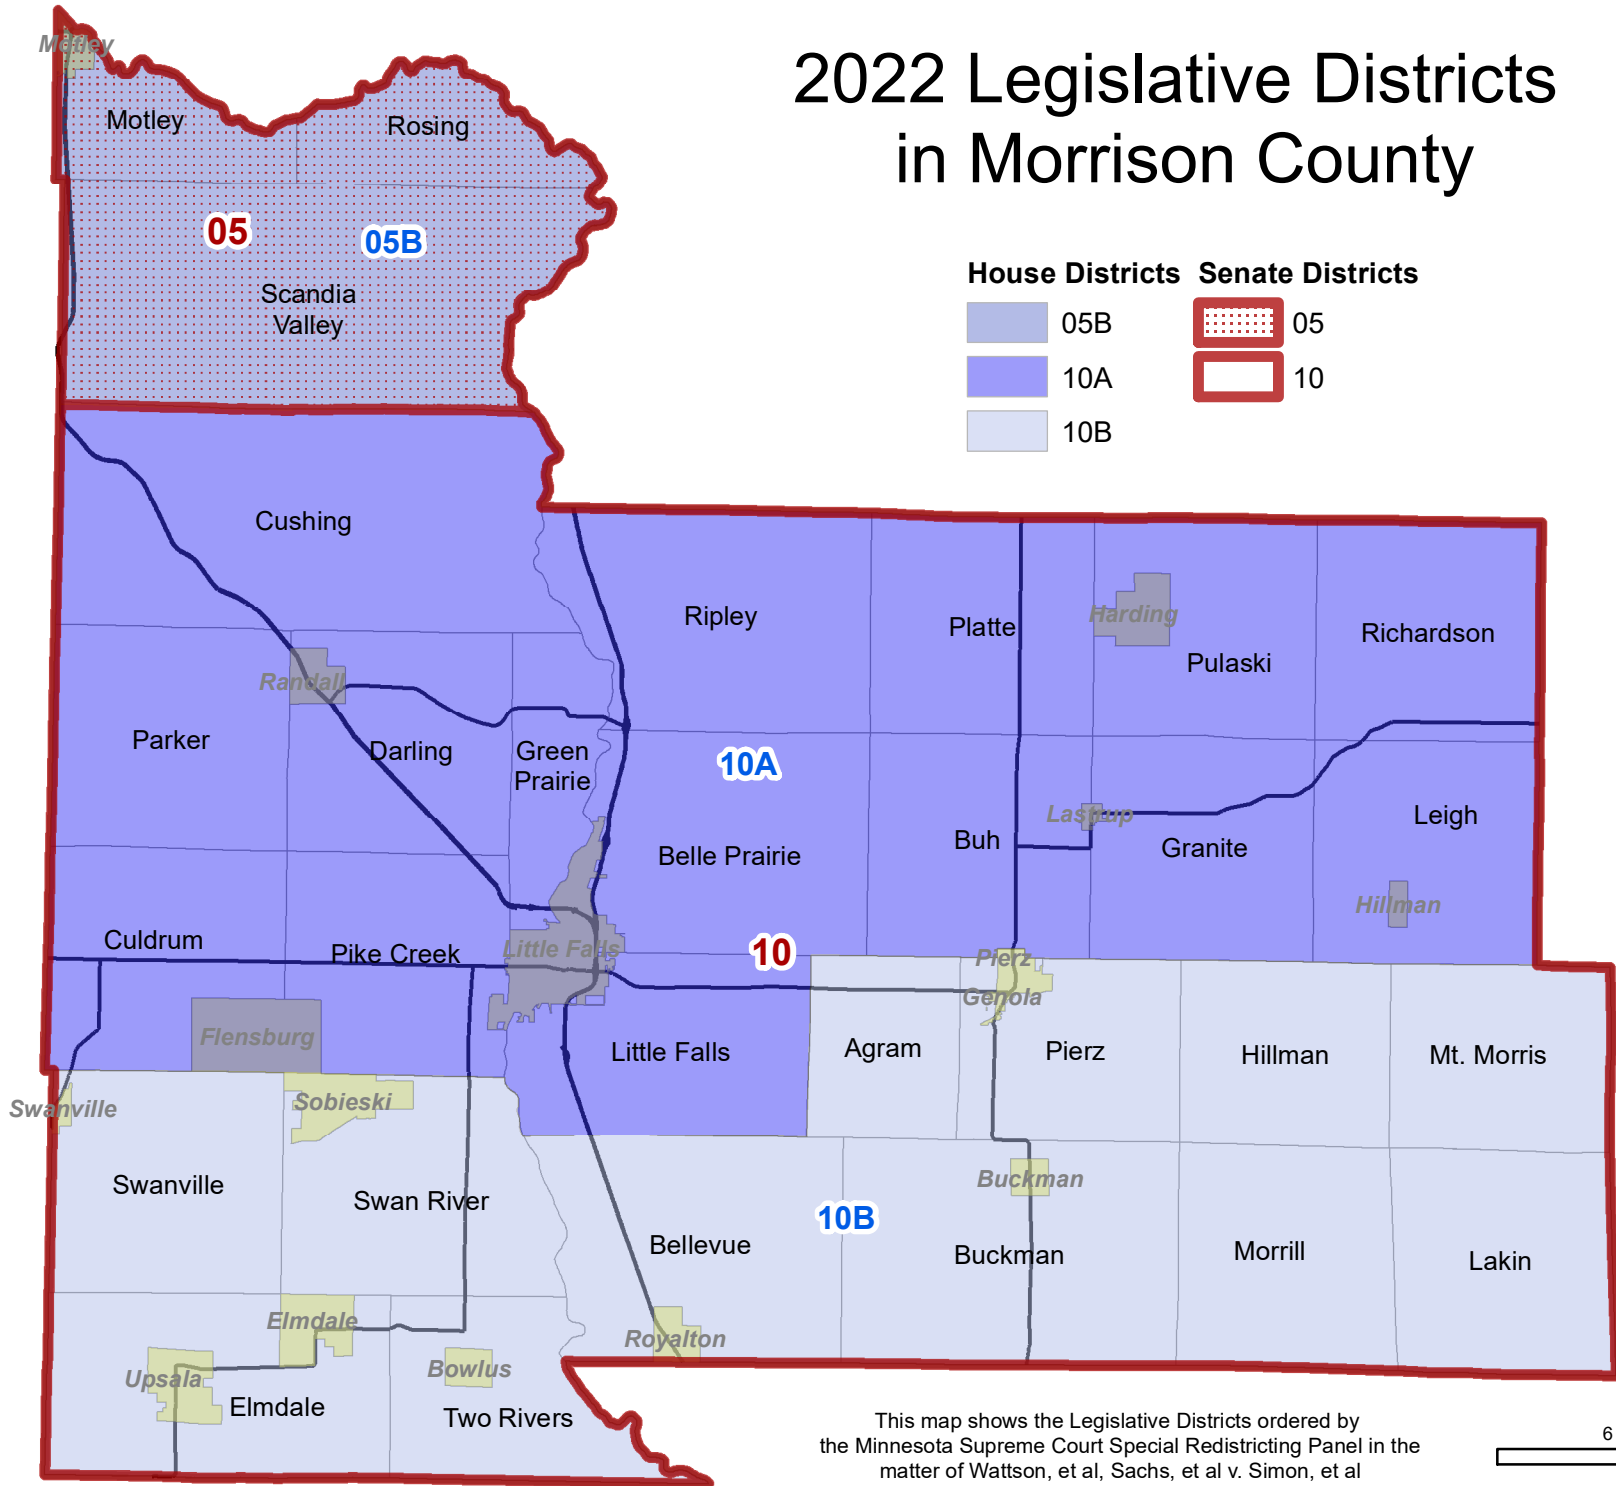 2022 Legislative Districts
in Morrison County
House Districts Senate Districts
05B 05
10A 10
10B
Motley
Motley
Rosing
05
05B
Scandia
Valley
Cushing
Ripley
Platte
Harding
Pulaski
Richardson
Randall
Parker
Darling
Green
Prairie
10A
Belle Prairie
Buh
Lastrup
Granite
Leigh
Hillman
Culdrum
Pike Creek
Little Falls
10
Pierz
Genola
Flensburg
Little Falls
Agram
Pierz
Hillman
Mt. Morris
Swanville
Sobieski
Swanville
Swan River
Buckman
10B
Bellevue
Buckman
Morrill
Lakin
Elmdale
Royalton
Upsala
Bowlus
Elmdale
Two Rivers
This map shows the Legislative Districts ordered by
the Minnesota Supreme Court Special Redistricting Panel in the
matter of Wattson, et al, Sachs, et al v. Simon, et al
6